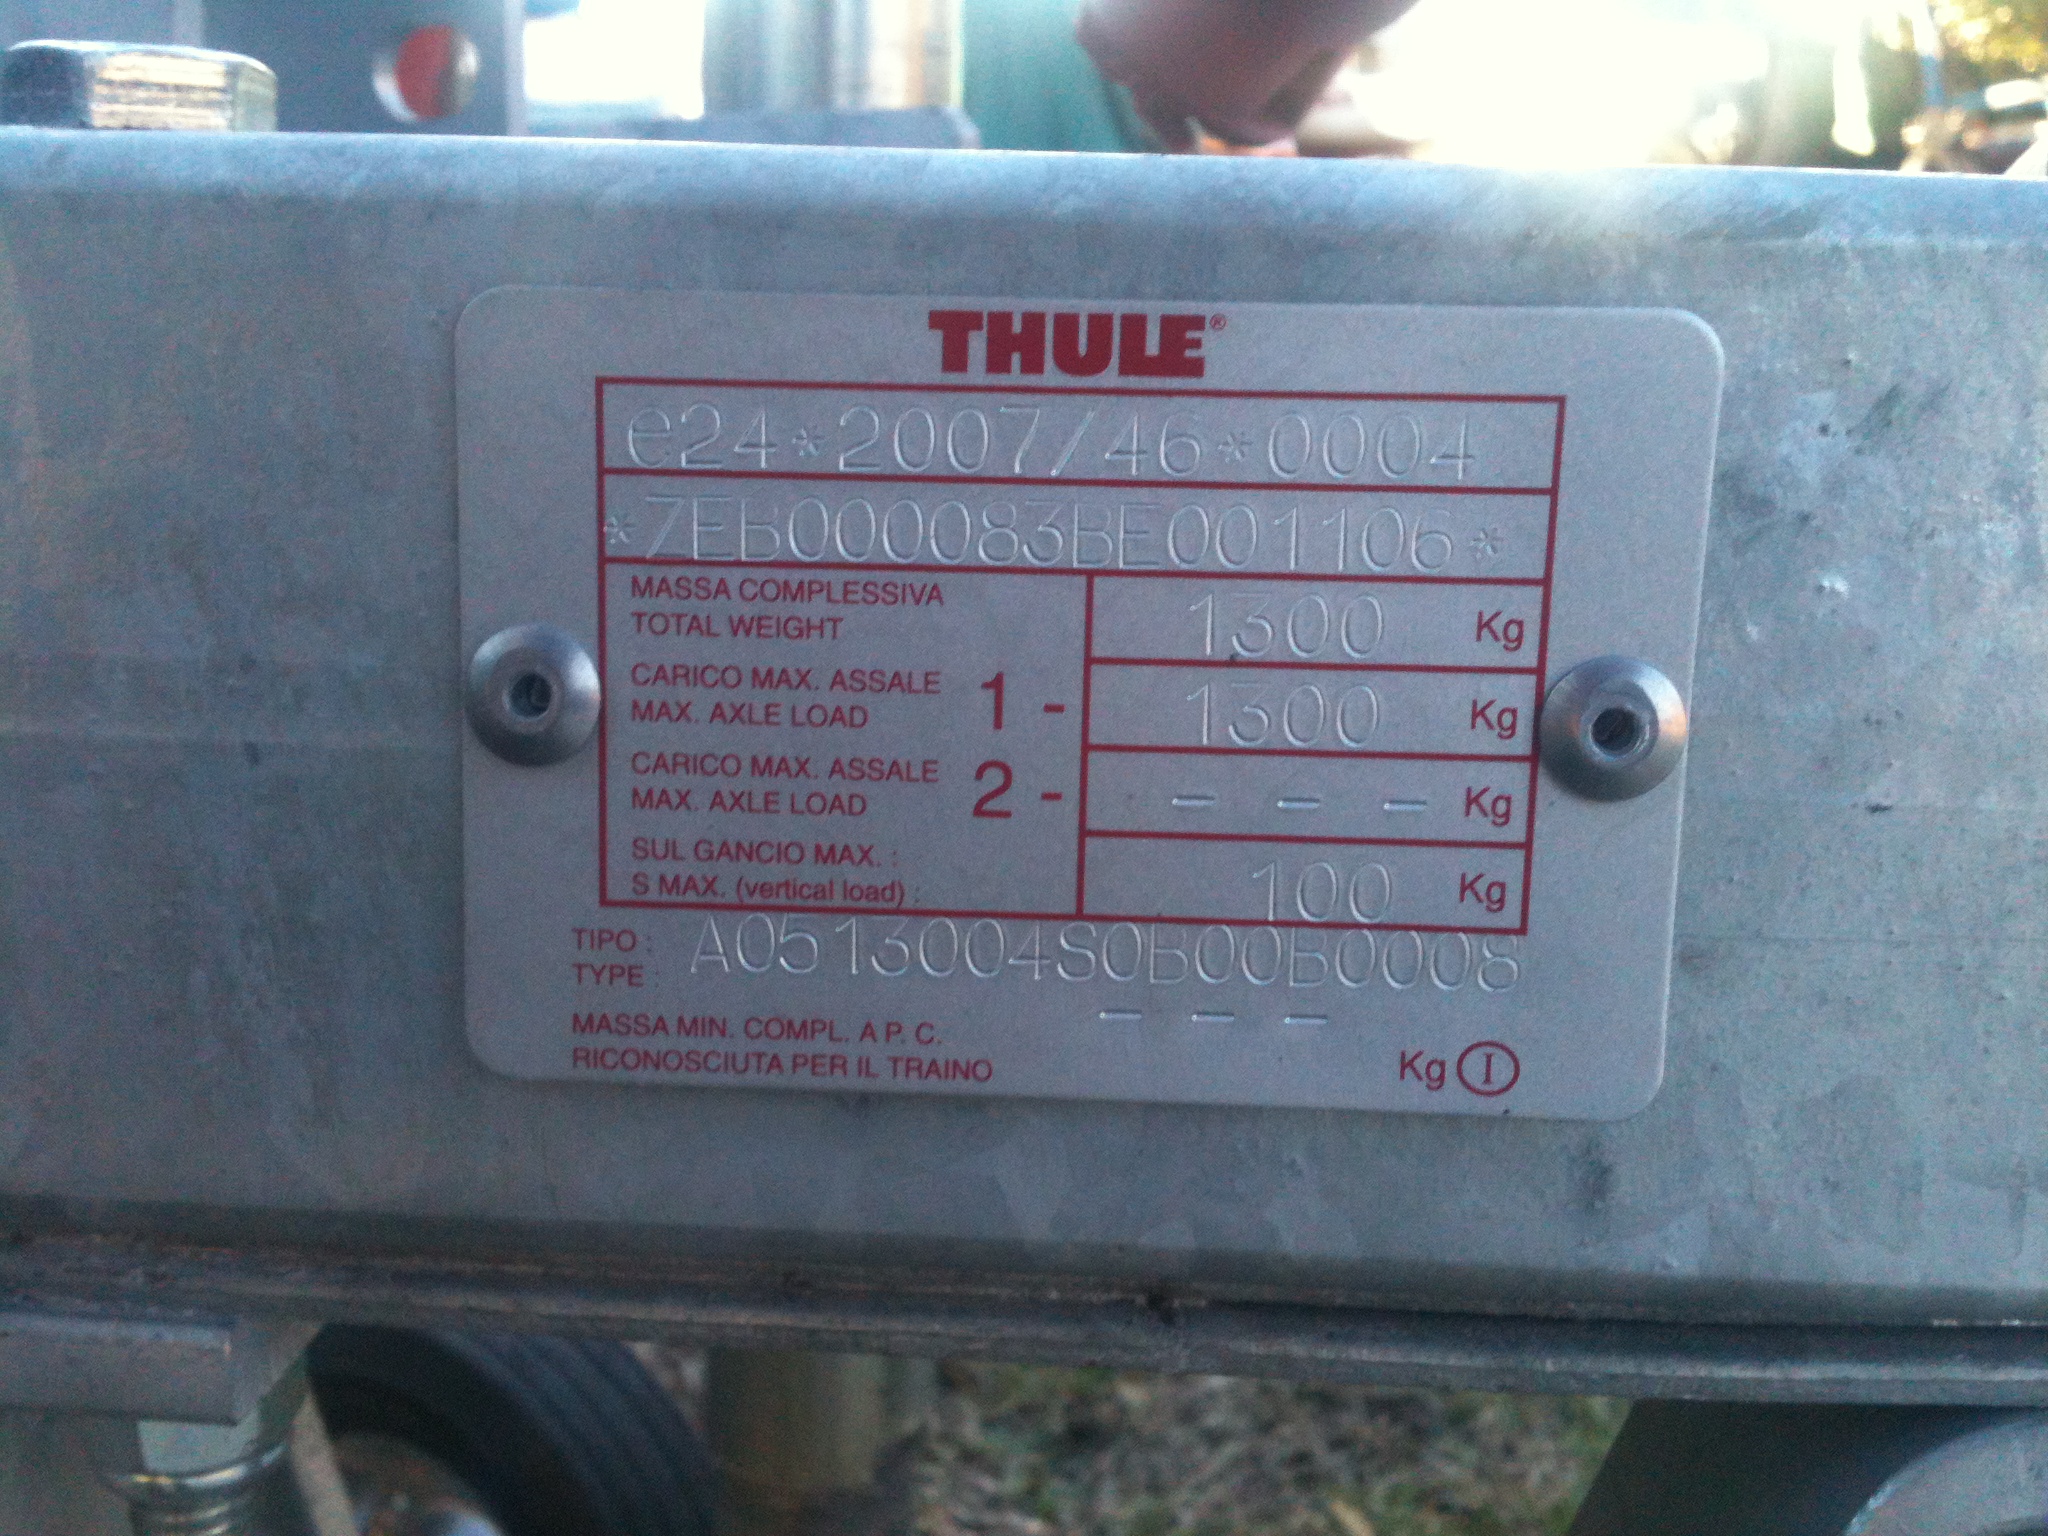 THULE®
e24*2007/46*0004
*ZEB000083BE001106*
MASSA COMPLESSIVA
TOTAL WEIGHT
1300 Kg
CARICO MAX. ASSALE
MAX. AXLE LOAD
1 - 1300 Kg
CARICO MAX. ASSALE
MAX. AXLE LOAD
2 - - - - Kg
SUL GANCIO MAX. :
S MAX. (vertical load) :
100 Kg
TIPO :
TYPE :
A0513004S0B00B0008
MASSA MIN. COMPL. A P. C.
RICONOSCIUTA PER IL TRAINO
- - -
Kg I